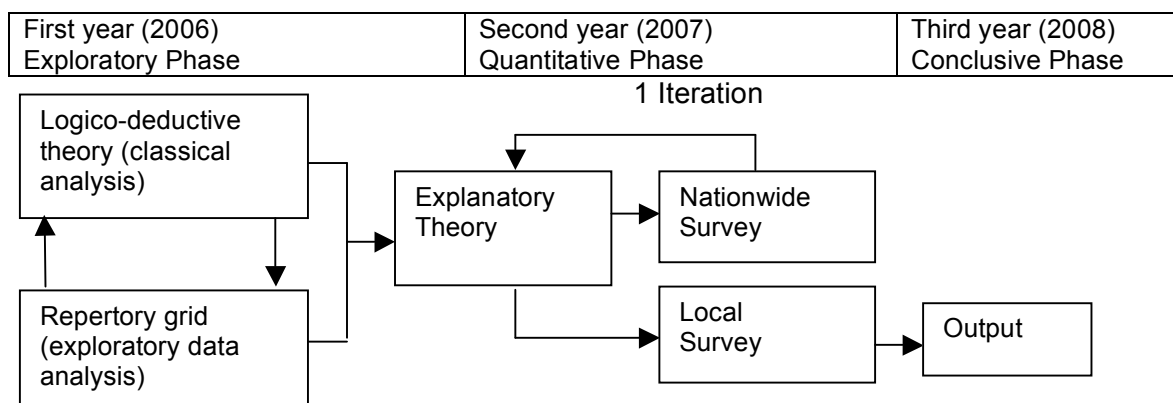 First year (2006)
Exploratory Phase
Second year (2007)
Quantitative Phase
Third year (2008)
Conclusive Phase
1 Iteration
Logico-deductive
theory (classical
analysis)
Explanatory
Theory
Nationwide
Survey
Repertory grid
(exploratory data
analysis)
Local
Survey
Output